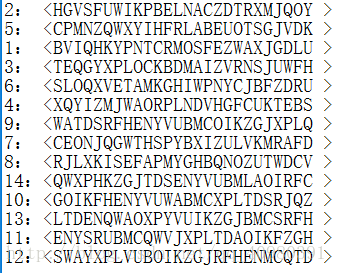 2: <HGVSFUWIKPBELNACZDTRXMJQOY >
5: <CPMNZQWXYIHFRLABEUOTSGJVDK >
1: <BVIQHKYPNTCRMOSFEZWAXJGDLU >
3: <TEQGYXPLOCKBDMAIZVRNSJUWFH >
6: <SLOQXVETAMKGHIWPNYCJBFZDRU >
4: <XQYIZMJWAORPLNDVHGFCUKTEBS >
9: <WATDSRFHENYVUBMCOIKZGJXPLQ >
7: <CEONJQGWTHSPYBXIZULVKMRAFD >
8: <RJLXKISEFAPMYGHBQNOZUTWDCV >
14: <QWXPHKZGJTDSENYVUBMLAOIRFC >
10: <GOIKFHENYVUWABMCXPLTDSRJQZ >
13: <LTDENQWAOXPYVUIKZGJBMCSRFH >
11: <ENYSRUBMCQWVJXPLTDAOIKFZGH >
12: <SWAYXPLVUBOIKZGJRFHENMCQTD >